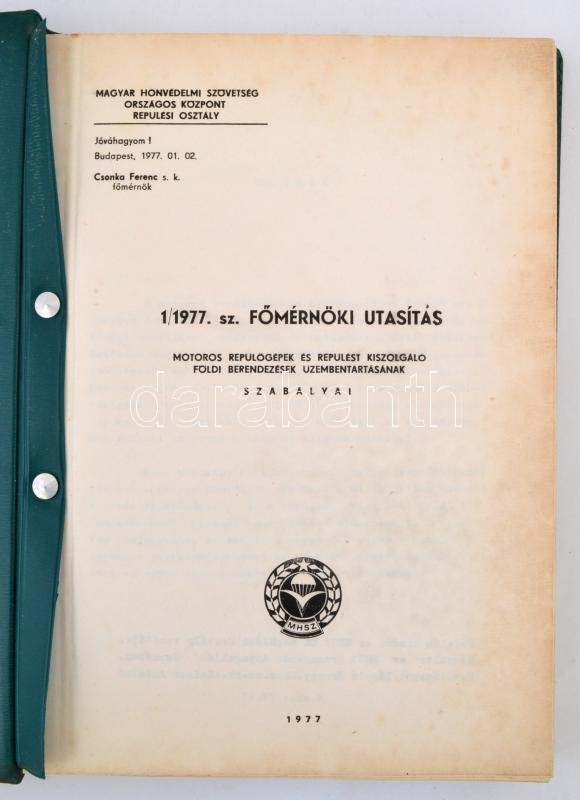 MAGYAR HONVÉDELMI SZÖVETSÉG
ORSZÁGOS KÖZPONT
REPÜLÉSI OSZTÁLY
Jóváhagyom !
Budapest, 1977. 01. 02.
Csonka Ferenc s. k.
főmérnök
1/1977. sz. FŐMÉRNÖKI UTASÍTÁS
MOTOROS REPÜLŐGÉPEK ÉS REPÜLÉST KISZOLGÁLÓ
FÖLDI BERENDEZÉSEK ÜZEMBENTARTÁSÁNAK
SZABÁLYAI
darabanth
MHSZ
1977